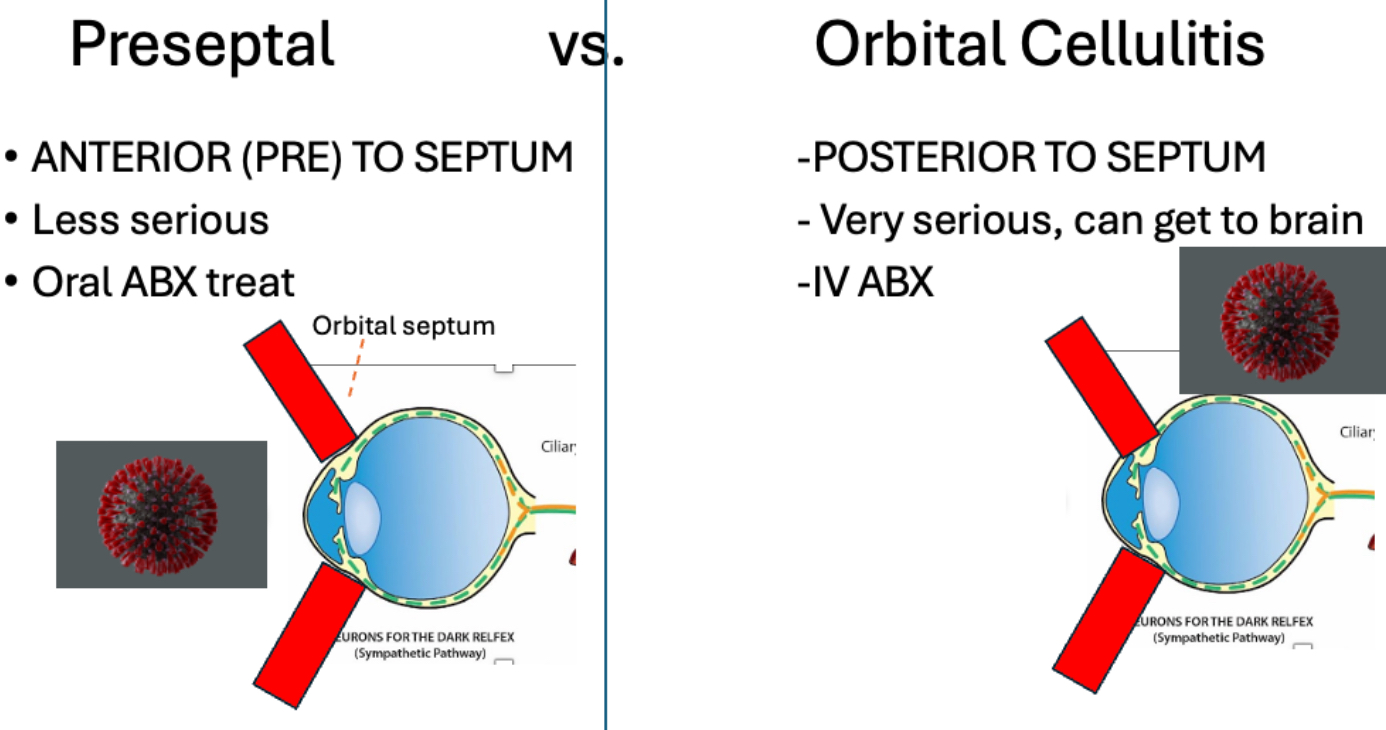 Preseptal vs. Orbital Cellulitis
• ANTERIOR (PRE) TO SEPTUM
• Less serious
• Oral ABX treat
Orbital septum
Ciliar
EURONS FOR THE DARK RELFEX
(Sympathetic Pathway)
-POSTERIOR TO SEPTUM
- Very serious, can get to brain
-IV ABX
Ciliar
EURONS FOR THE DARK RELFEX
(Sympathetic Pathway)